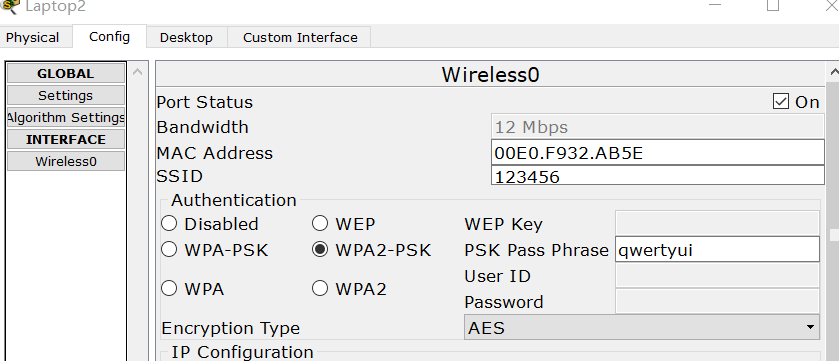 Laptop2
Physical Config Desktop Custom Interface
GLOBAL
Settings
Algorithm Settings
INTERFACE
Wireless0
Wireless0
Port Status On
Bandwidth 12 Mbps
MAC Address 00E0.F932.AB5E
SSID 123456
Authentication
Disabled WEP WEP Key
WPA-PSK WPA2-PSK PSK Pass Phrase qwertyui
User ID
WPA WPA2
Password
Encryption Type AES
IP Configuration